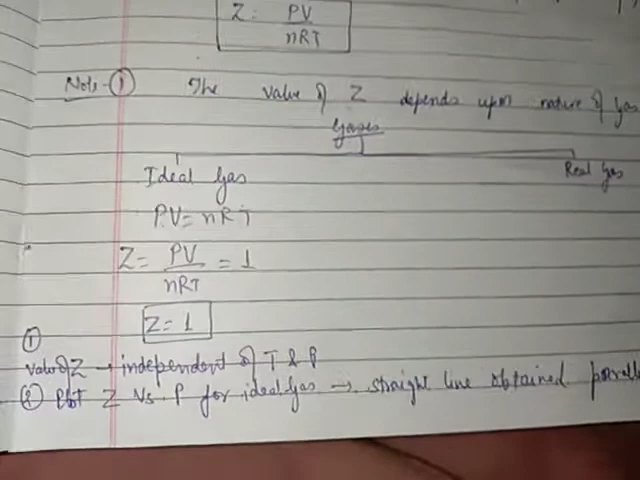 Z = PV
nRT
Note - ① The value of Z depends upon nature of gas
Gases
Ideal Gas Real Gas
PV = nRT
Z = PV = 1
nRT
Z = 1
①
Value of Z → independent of T & P
② Plot Z Vs P for ideal gas → straight line obtained parall